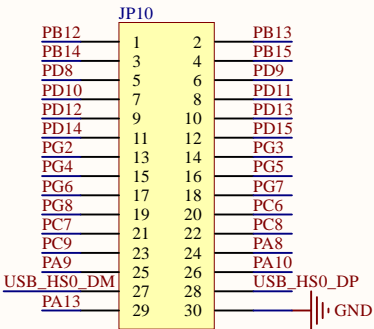 JP10
PB12 1 2 PB13
PB14 3 4 PB15
PD8 5 6 PD9
PD10 7 8 PD11
PD12 9 10 PD13
PD14 11 12 PD15
PG2 13 14 PG3
PG4 15 16 PG5
PG6 17 18 PG7
PG8 19 20 PC6
PC7 21 22 PC8
PC9 23 24 PA8
PA9 25 26 PA10
USB_HS0_DM 27 28 USB_HS0_DP
PA13 29 30 GND